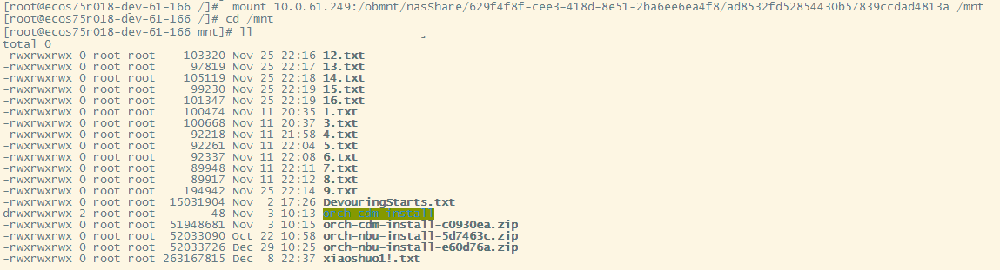 [root@ecos75r018-dev-61-166 /]#  mount 10.0.61.249:/obmnt/nasShare/629f4f8f-cee3-418d-8e51-2ba6ee6ea4f8/ad8532fd52854430b57839ccdad4813a /mnt
[root@ecos75r018-dev-61-166 /]# cd /mnt
[root@ecos75r018-dev-61-166 mnt]# ll
total 0
-rwxrwxrwx 0 root root    103320 Nov 25 22:16 12.txt
-rwxrwxrwx 0 root root     97819 Nov 25 22:17 13.txt
-rwxrwxrwx 0 root root    105119 Nov 25 22:18 14.txt
-rwxrwxrwx 0 root root     99230 Nov 25 22:19 15.txt
-rwxrwxrwx 0 root root    101347 Nov 25 22:19 16.txt
-rwxrwxrwx 0 root root    100474 Nov 11 20:35 1.txt
-rwxrwxrwx 0 root root    100668 Nov 11 20:37 3.txt
-rwxrwxrwx 0 root root     92218 Nov 11 21:58 4.txt
-rwxrwxrwx 0 root root     92261 Nov 11 22:04 5.txt
-rwxrwxrwx 0 root root     92337 Nov 11 22:08 6.txt
-rwxrwxrwx 0 root root     89948 Nov 11 22:11 7.txt
-rwxrwxrwx 0 root root     89917 Nov 11 22:12 8.txt
-rwxrwxrwx 0 root root    194942 Nov 25 22:14 9.txt
-rwxrwxrwx 0 root root  15031904 Nov  2 17:26 DevouringStarts.txt
drwxrwxrwx 2 root root        48 Nov  3 10:13 orch-cdm-install
-rwxrwxrwx 0 root root  51948681 Nov  3 10:15 orch-cdm-install-c0930ea.zip
-rwxrwxrwx 0 root root  52033090 Oct 22 10:58 orch-nbu-install-5d7463c.zip
-rwxrwxrwx 0 root root  52033726 Dec 29 10:25 orch-nbu-install-e60d76a.zip
-rwxrwxrwx 0 root root 263167815 Dec  8 22:37 xiaoshuo1!.txt